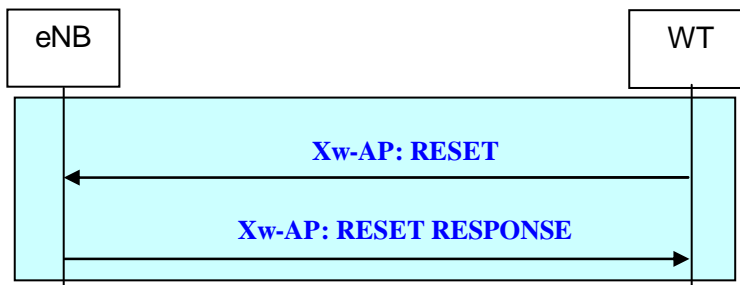 eNB
WT
Xw-AP: RESET
Xw-AP: RESET RESPONSE